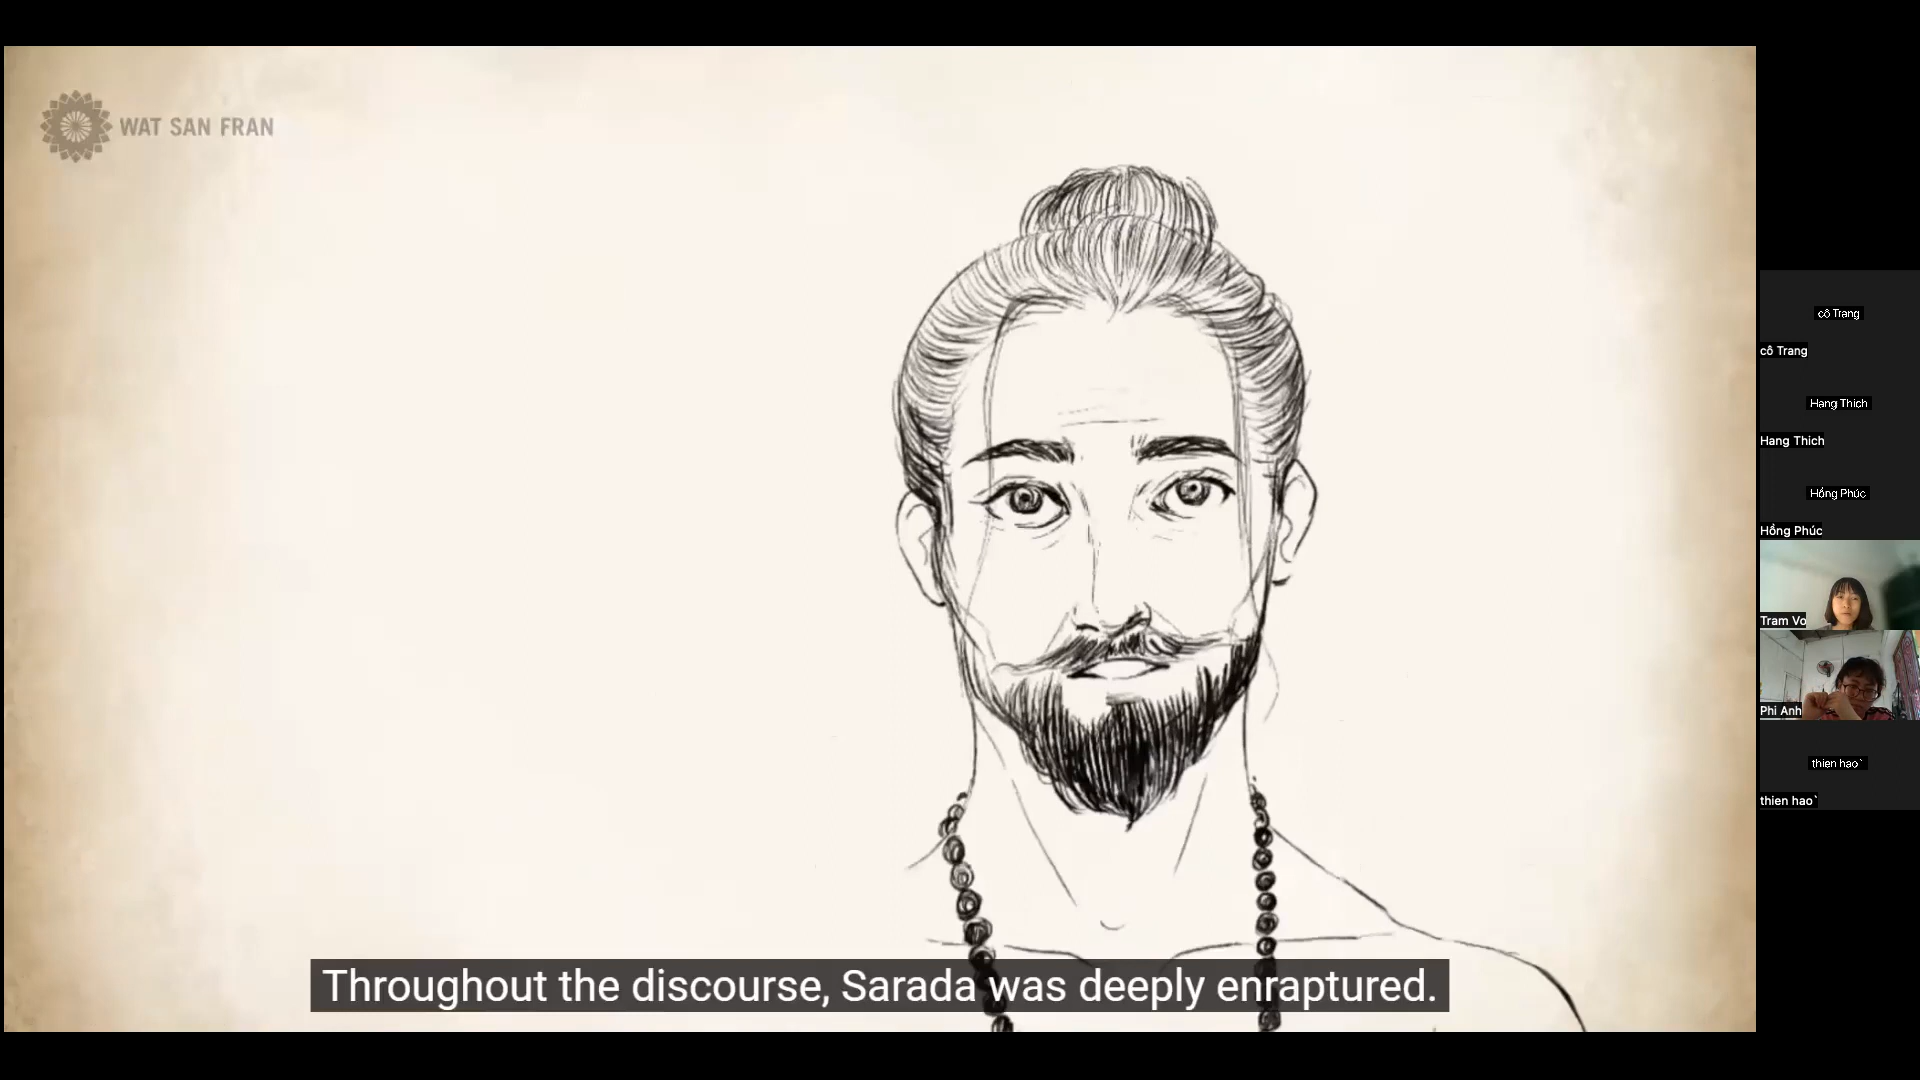 WAT SAN FRAN
Throughout the discourse, Sarada was deeply enraptured.
cô Trang
cô Trang
Hang Thich
Hang Thich
Hồng Phúc
Hồng Phúc
Tram Vo
Phi Anh
thien hao`
thien hao`